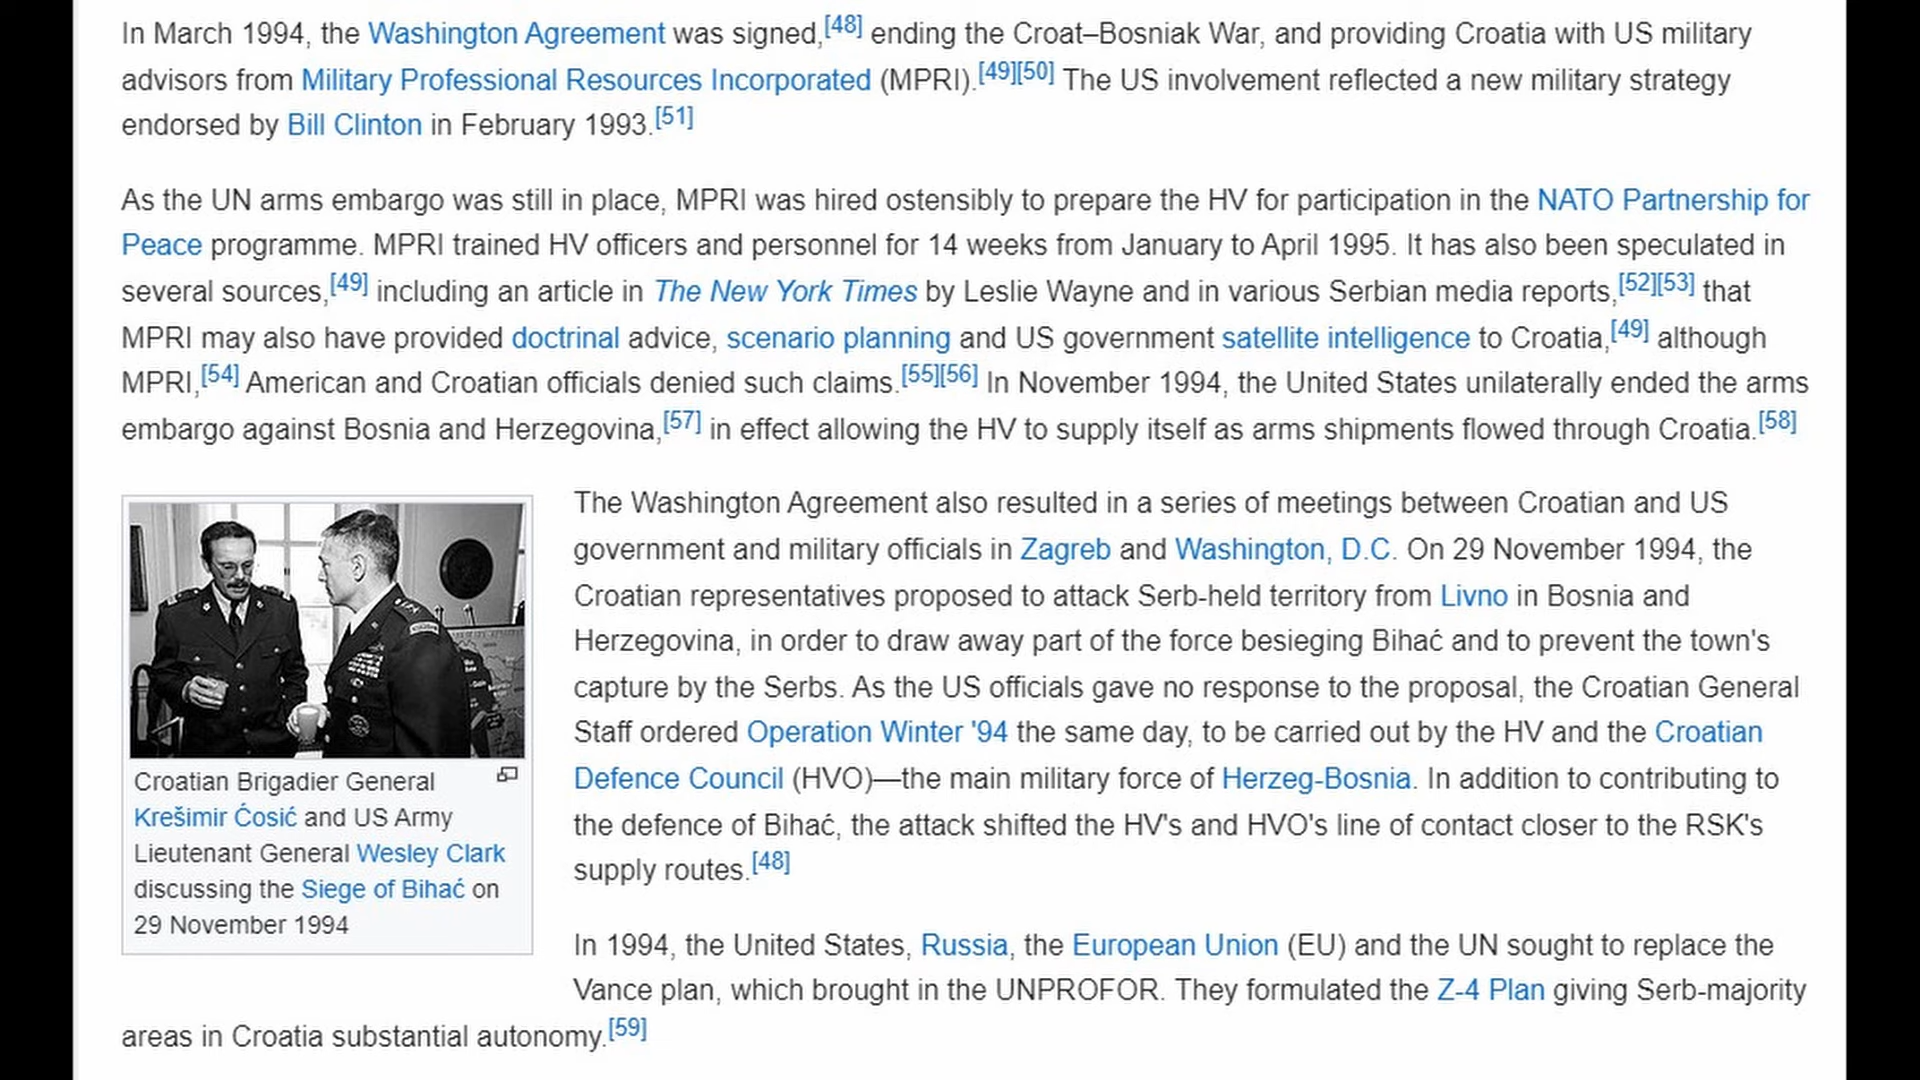 In March 1994, the Washington Agreement was signed,[48] ending the Croat–Bosniak War, and providing Croatia with US military
advisors from Military Professional Resources Incorporated (MPRI).[49][50] The US involvement reflected a new military strategy
endorsed by Bill Clinton in February 1993.[51]
As the UN arms embargo was still in place, MPRI was hired ostensibly to prepare the HV for participation in the NATO Partnership for
Peace programme. MPRI trained HV officers and personnel for 14 weeks from January to April 1995. It has also been speculated in
several sources,[49] including an article in The New York Times by Leslie Wayne and in various Serbian media reports,[52][53] that
MPRI may also have provided doctrinal advice, scenario planning and US government satellite intelligence to Croatia,[49] although
MPRI,[54] American and Croatian officials denied such claims.[55][56] In November 1994, the United States unilaterally ended the arms
embargo against Bosnia and Herzegovina,[57] in effect allowing the HV to supply itself as arms shipments flowed through Croatia.[58]
Croatian Brigadier General
Krešimir Ćosić and US Army
Lieutenant General Wesley Clark
discussing the Siege of Bihać on
29 November 1994
The Washington Agreement also resulted in a series of meetings between Croatian and US
government and military officials in Zagreb and Washington, D.C. On 29 November 1994, the
Croatian representatives proposed to attack Serb-held territory from Livno in Bosnia and
Herzegovina, in order to draw away part of the force besieging Bihać and to prevent the town's
capture by the Serbs. As the US officials gave no response to the proposal, the Croatian General
Staff ordered Operation Winter '94 the same day, to be carried out by the HV and the Croatian
Defence Council (HVO)—the main military force of Herzeg-Bosnia. In addition to contributing to
the defence of Bihać, the attack shifted the HV's and HVO's line of contact closer to the RSK's
supply routes.[48]
In 1994, the United States, Russia, the European Union (EU) and the UN sought to replace the
Vance plan, which brought in the UNPROFOR. They formulated the Z-4 Plan giving Serb-majority
areas in Croatia substantial autonomy.[59]